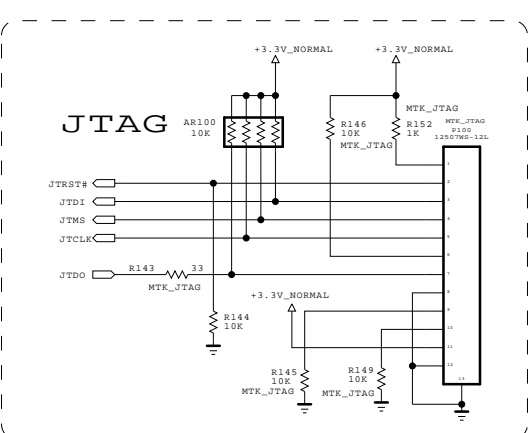 +3.3V_NORMAL
+3.3V_NORMAL
JTAG
AR100
10K
R146
10K
MTK_JTAG
MTK_JTAG
R152
1K
MTK_JTAG
P100
12507WS-12L
JTRST#
JTDI
JTMS
JTCLK
JTDO
R143
33
MTK_JTAG
+3.3V_NORMAL
R144
10K
R145
10K
MTK_JTAG
R149
10K
MTK_JTAG
1
2
3
4
5
6
7
8
9
10
11
12
13